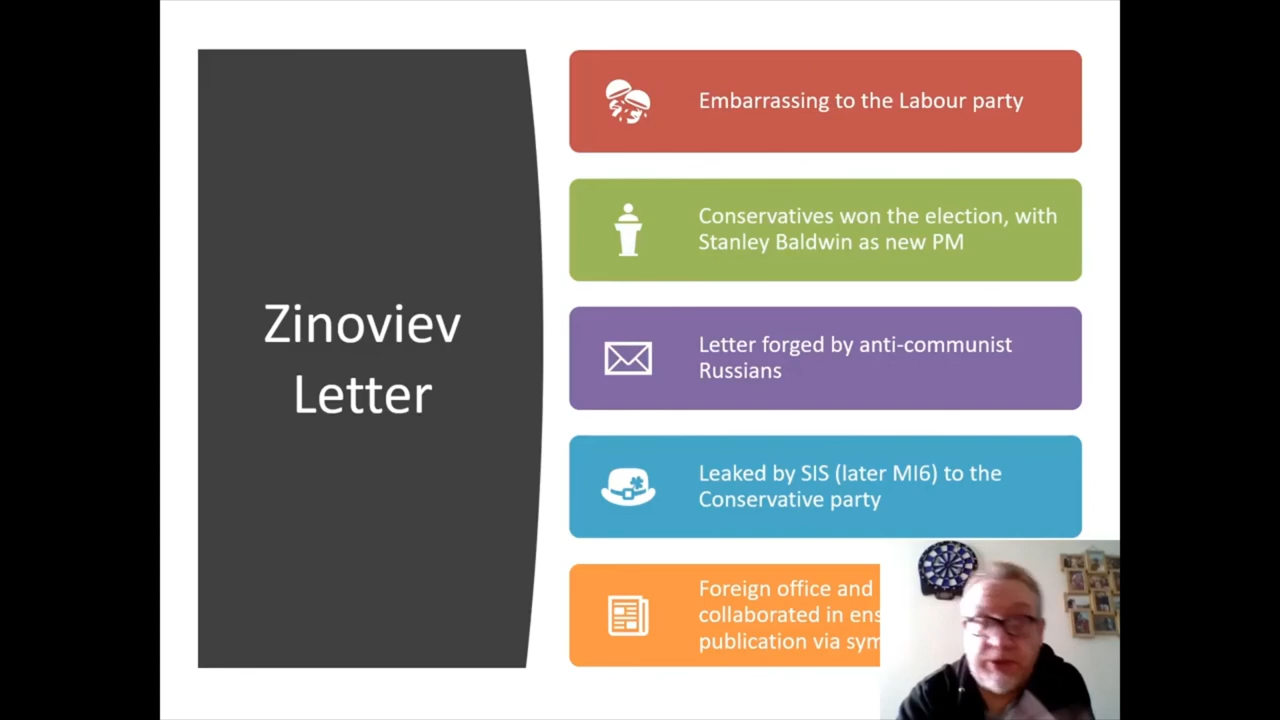 Zinoviev
Letter
Embarrassing to the Labour party
Conservatives won the election, with
Stanley Baldwin as new PM
Letter forged by anti-communist
Russians
Leaked by SIS (later MI6) to the
Conservative party
Foreign office and
collaborated in
publication via